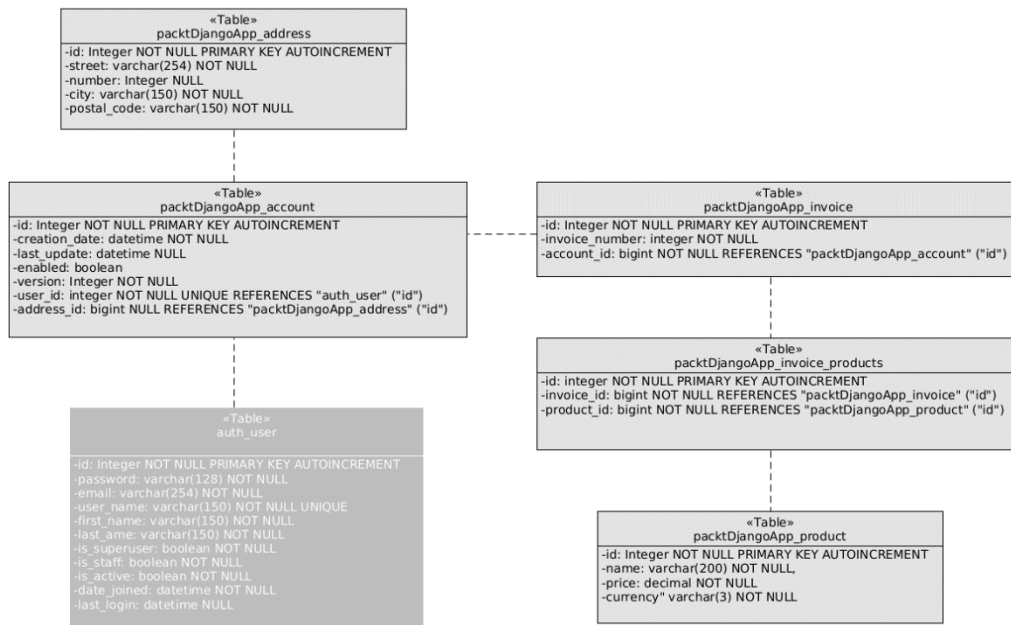 «Table»
packtDjangoApp_address
-id: Integer NOT NULL PRIMARY KEY AUTOINCREMENT
-street: varchar(254) NOT NULL
-number: Integer NULL
-city: varchar(150) NOT NULL
-postal_code: varchar(150) NOT NULL
«Table»
packtDjangoApp_account
-id: Integer NOT NULL PRIMARY KEY AUTOINCREMENT
-creation_date: datetime NOT NULL
-last_update: datetime NULL
-enabled: boolean
-version: Integer NOT NULL
-user_id: integer NOT NULL UNIQUE REFERENCES "auth_user" ("id")
-address_id: bigint NULL REFERENCES "packtDjangoApp_address" ("id")
«Table»
packtDjangoApp_invoice
-id: Integer NOT NULL PRIMARY KEY AUTOINCREMENT
-invoice_number: integer NOT NULL
-account_id: bigint NOT NULL REFERENCES "packtDjangoApp_account" ("id")
«Table»
packtDjangoApp_invoice_products
-id: integer NOT NULL PRIMARY KEY AUTOINCREMENT
-invoice_id: bigint NOT NULL REFERENCES "packtDjangoApp_invoice" ("id")
-product_id: bigint NOT NULL REFERENCES "packtDjangoApp_product" ("id")
«Table»
auth_user
-id: Integer NOT NULL PRIMARY KEY AUTOINCREMENT
-password: varchar(128) NOT NULL
-email: varchar(254) NOT NULL
-user_name: varchar(150) NOT NULL UNIQUE
-first_name: varchar(150) NOT NULL
-last_ame: varchar(150) NOT NULL
-is_superuser: boolean NOT NULL
-is_staff: boolean NOT NULL
-is_active: boolean NOT NULL
-date_joined: datetime NOT NULL
-last_login: datetime NULL
«Table»
packtDjangoApp_product
-id: Integer NOT NULL PRIMARY KEY AUTOINCREMENT
-name: varchar(200) NOT NULL,
-price: decimal NOT NULL
-currency" varchar(3) NOT NULL